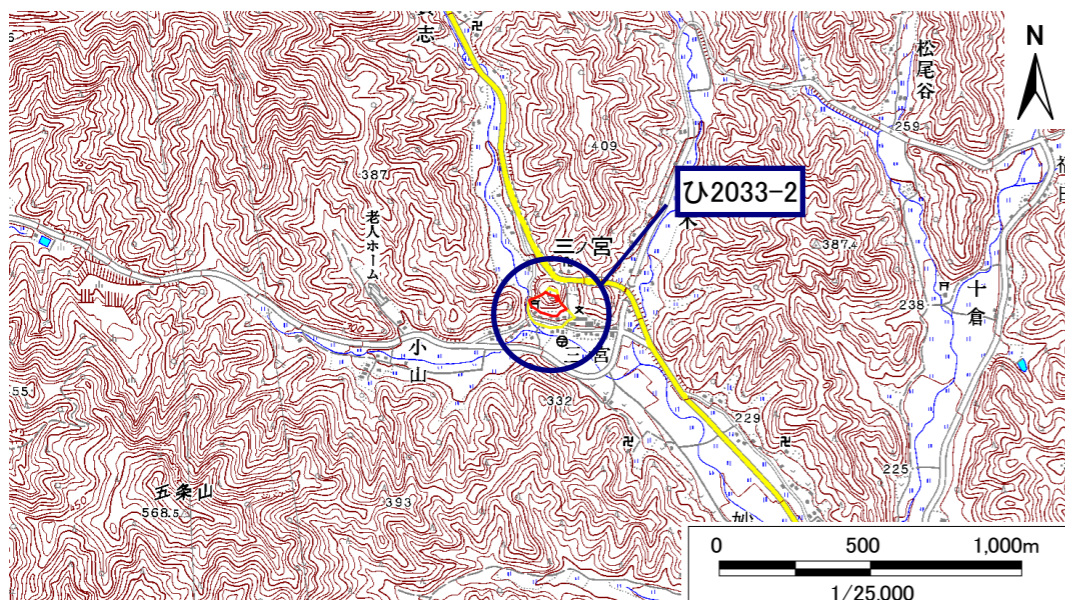 志
N
松
尾
谷
259
409
387
ひ2033-2
老人ホーム
三ノ宮
387.4
十
倉
238
小
山
三宮
332
229
225
五条山
568.5
393
妙
0 500 1,000m
1/25,000